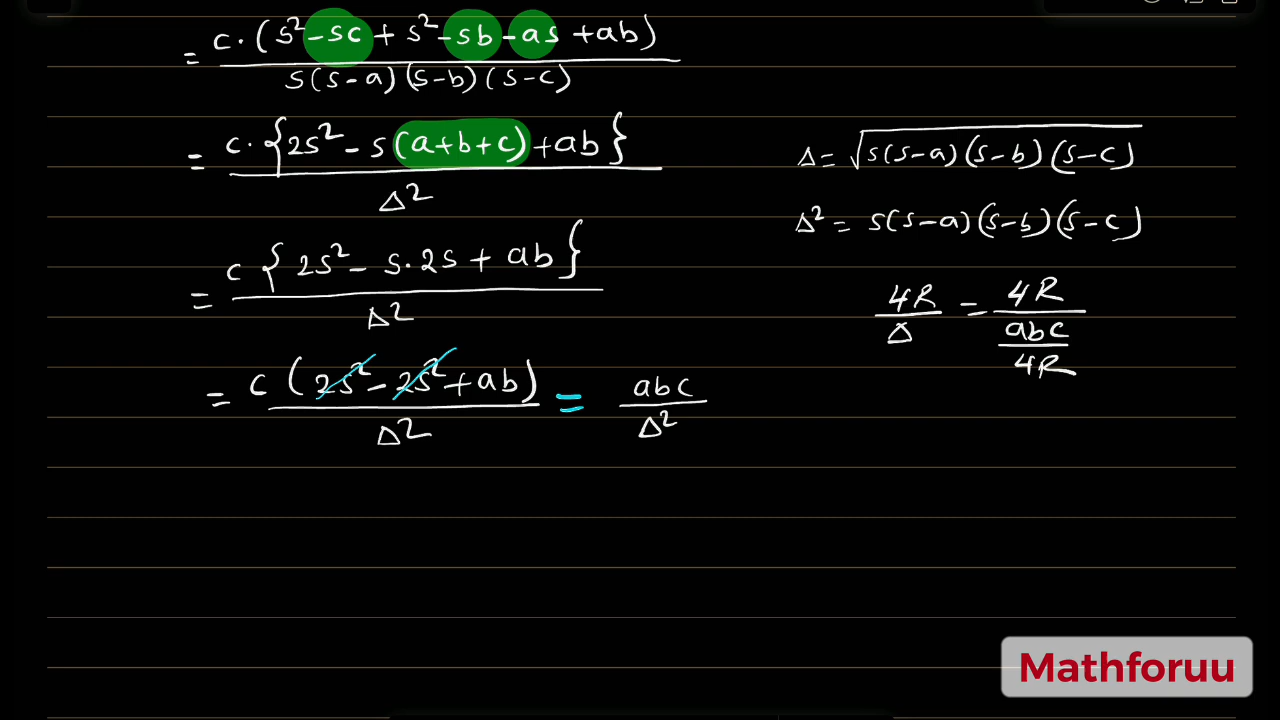 = c·(s²-sc+s²-sb-as+ab) / s(s-a)(s-b)(s-c)
= c·{2s²-s(a+b+c)+ab} / Δ²
Δ = √s(s-a)(s-b)(s-c)
Δ² = s(s-a)(s-b)(s-c)
= c{2s²-s·2s+ab} / Δ²
4R/Δ = 4R / abc/4R
= c(2s²-2s²+ab) / Δ² = abc / Δ²
Mathforuu